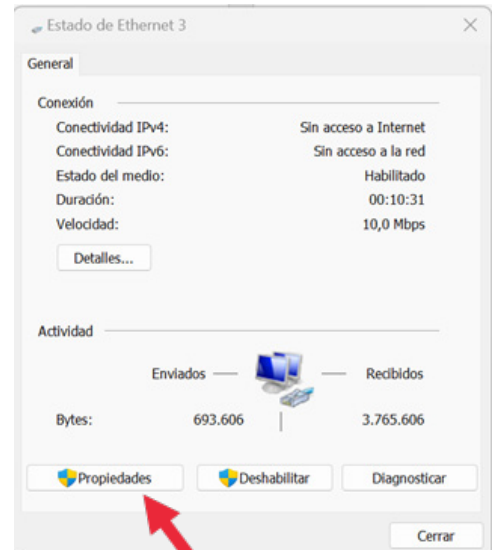 Estado de Ethernet 3
General
Conexión
Conectividad IPv4: Sin acceso a Internet
Conectividad IPv6: Sin acceso a la red
Estado del medio: Habilitado
Duración: 00:10:31
Velocidad: 10,0 Mbps
Detalles...
Actividad
Enviados Recibidos
Bytes: 693.606 3.765.606
Propiedades Deshabilitar Diagnosticar
Cerrar